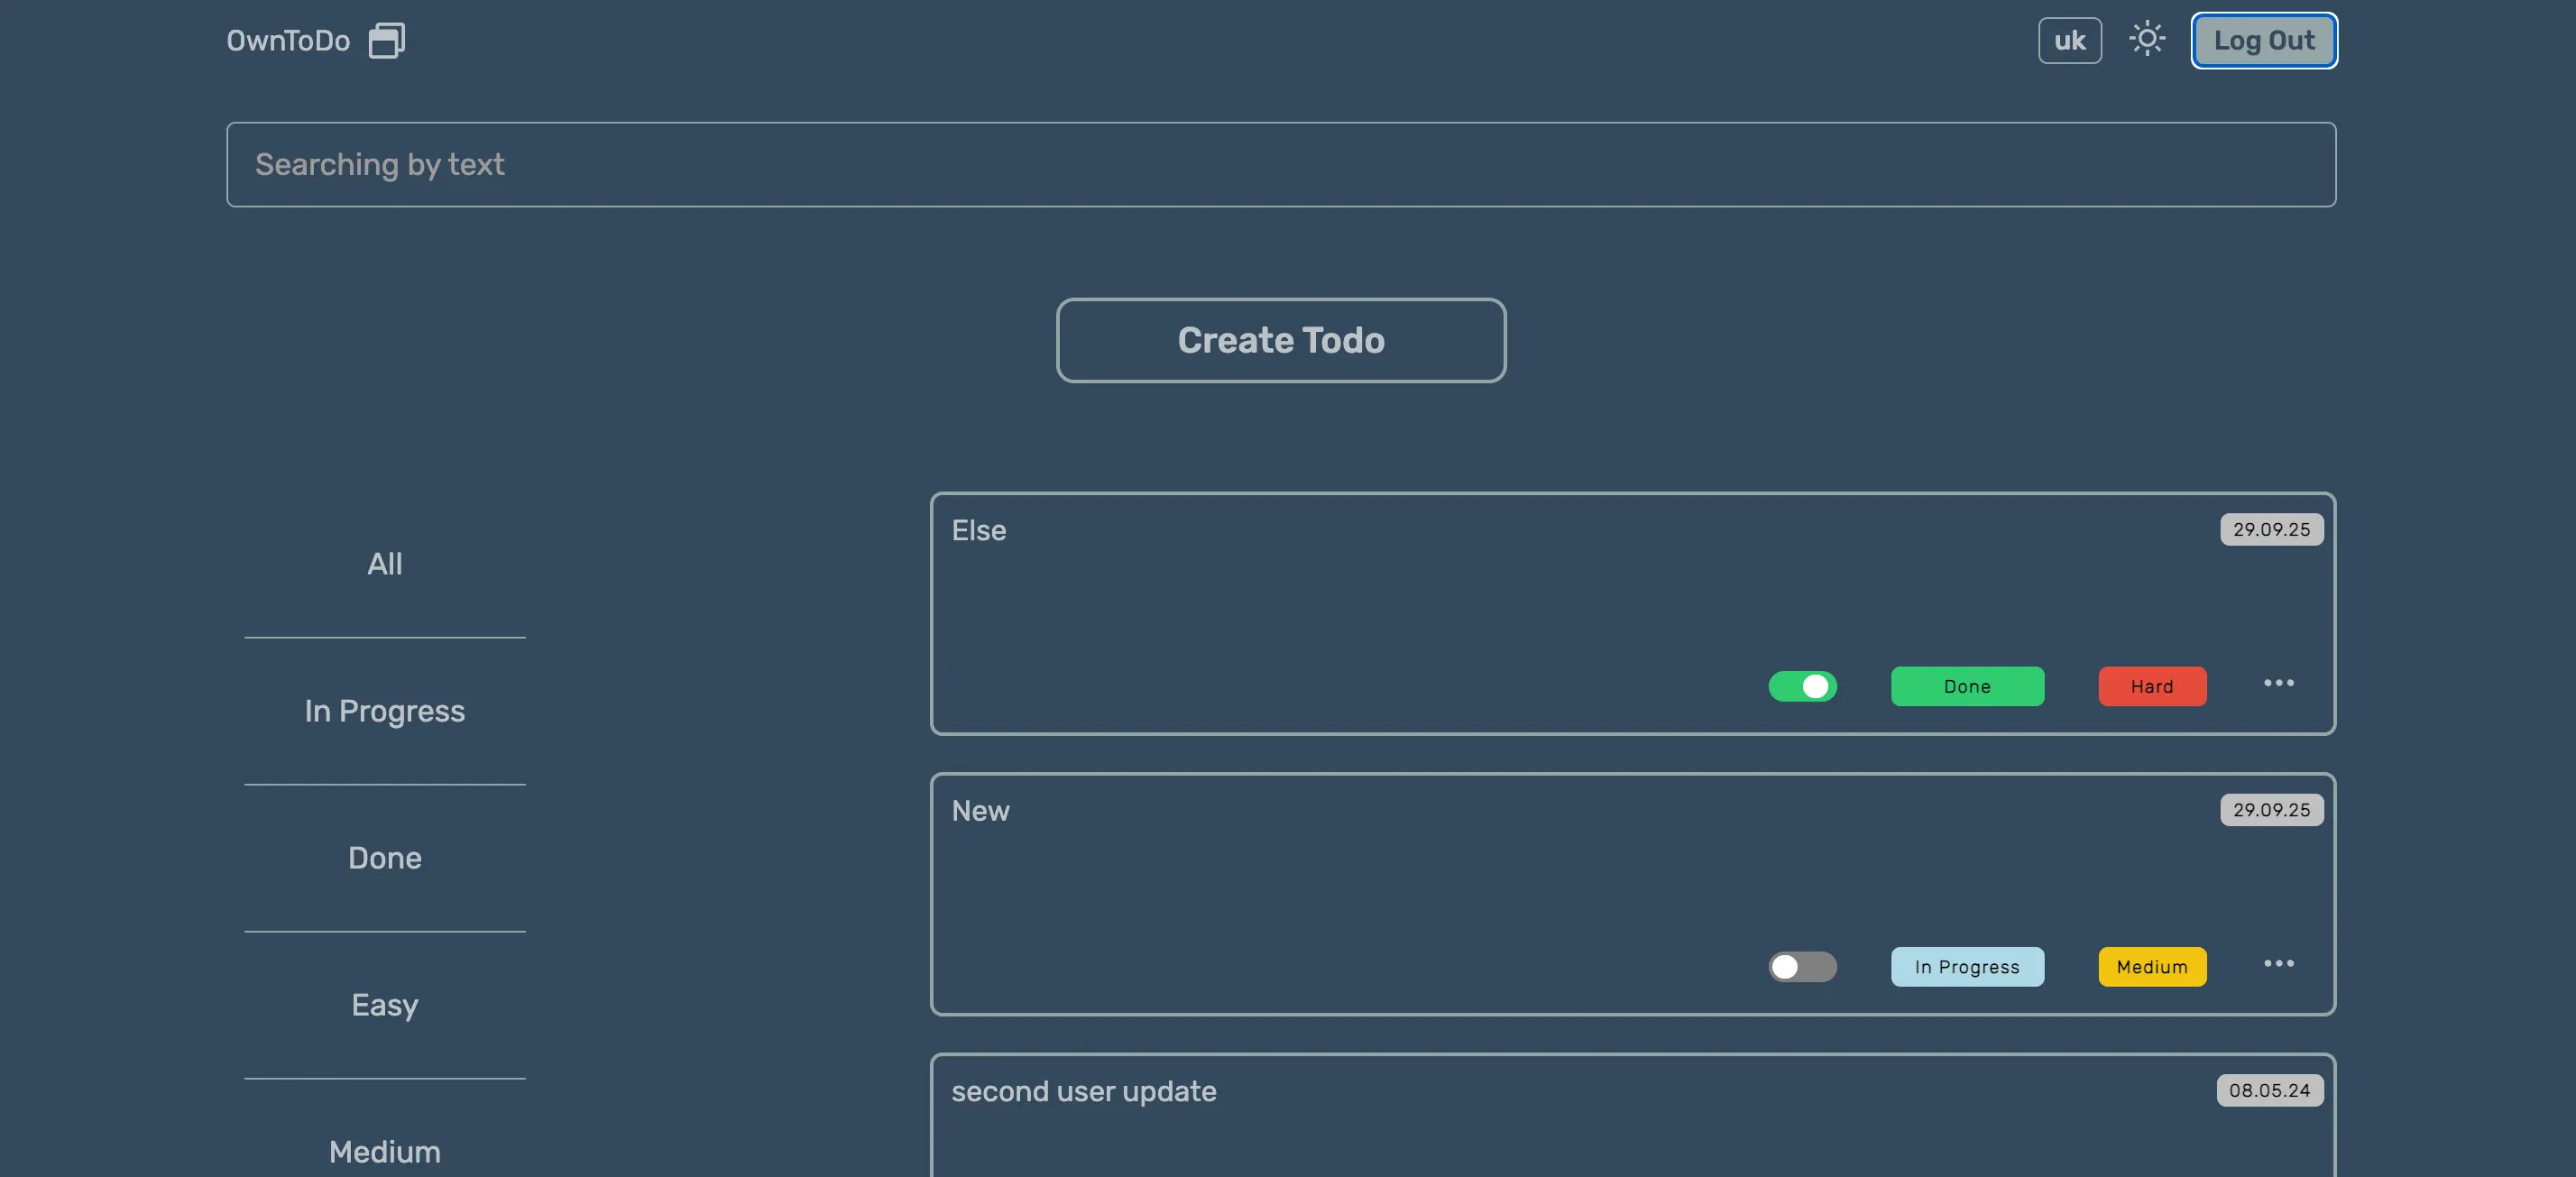 OwnToDo
uk
Log Out
Searching by text
Create Todo
All
In Progress
Done
Easy
Medium
Else
29.09.25
Done
Hard
New
29.09.25
In Progress
Medium
second user update
08.05.24